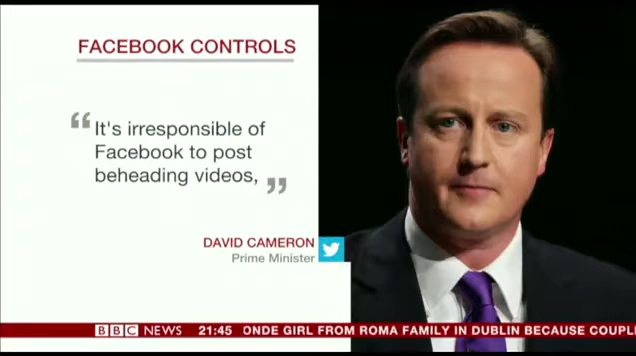 FACEBOOK CONTROLS
“It's irresponsible of
Facebook to post
beheading videos,”
DAVID CAMERON
Prime Minister
BBC NEWS 21:45 ONDE GIRL FROM ROMA FAMILY IN DUBLIN BECAUSE COUPL